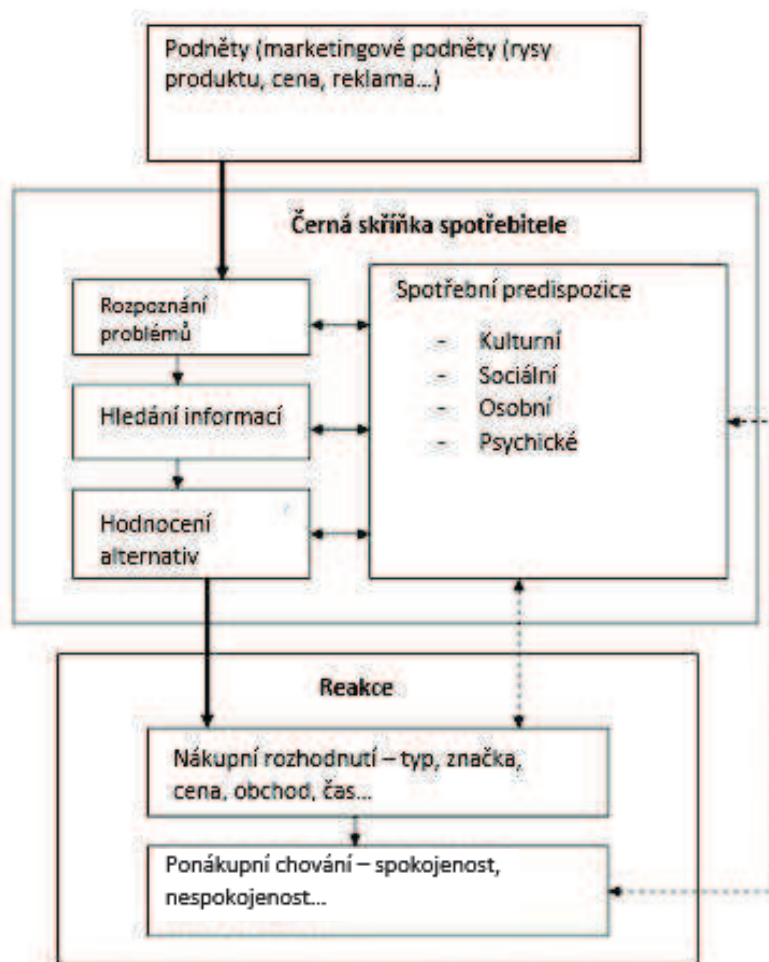 Podněty (marketingové podněty (rysy
produktu, cena, reklama...)
Černá skříňka spotřebitele
Rozpoznání
problémů
Hledání informací
Hodnocení
alternativ
Spotřební predispozice
- Kulturní
- Sociální
- Osobní
- Psychické
Reakce
Nákupní rozhodnutí – typ, značka,
cena, obchod, čas...
Ponákupní chování – spokojenost,
nespokojenost...